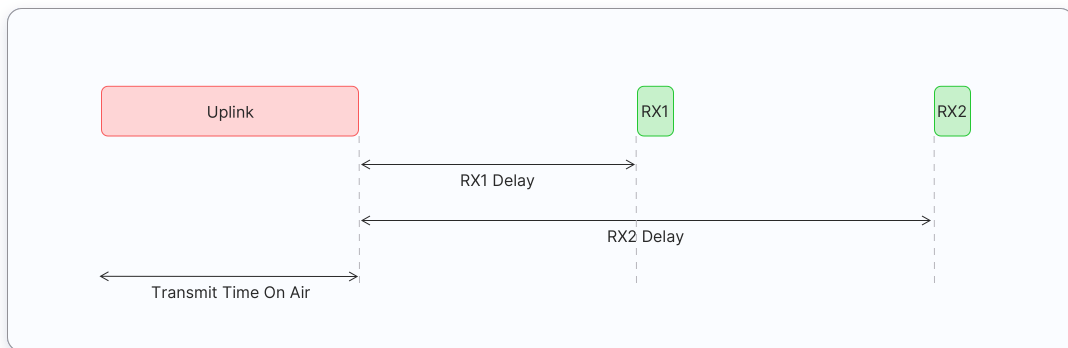 Uplink
RX1
RX2
RX1 Delay
RX2 Delay
Transmit Time On Air